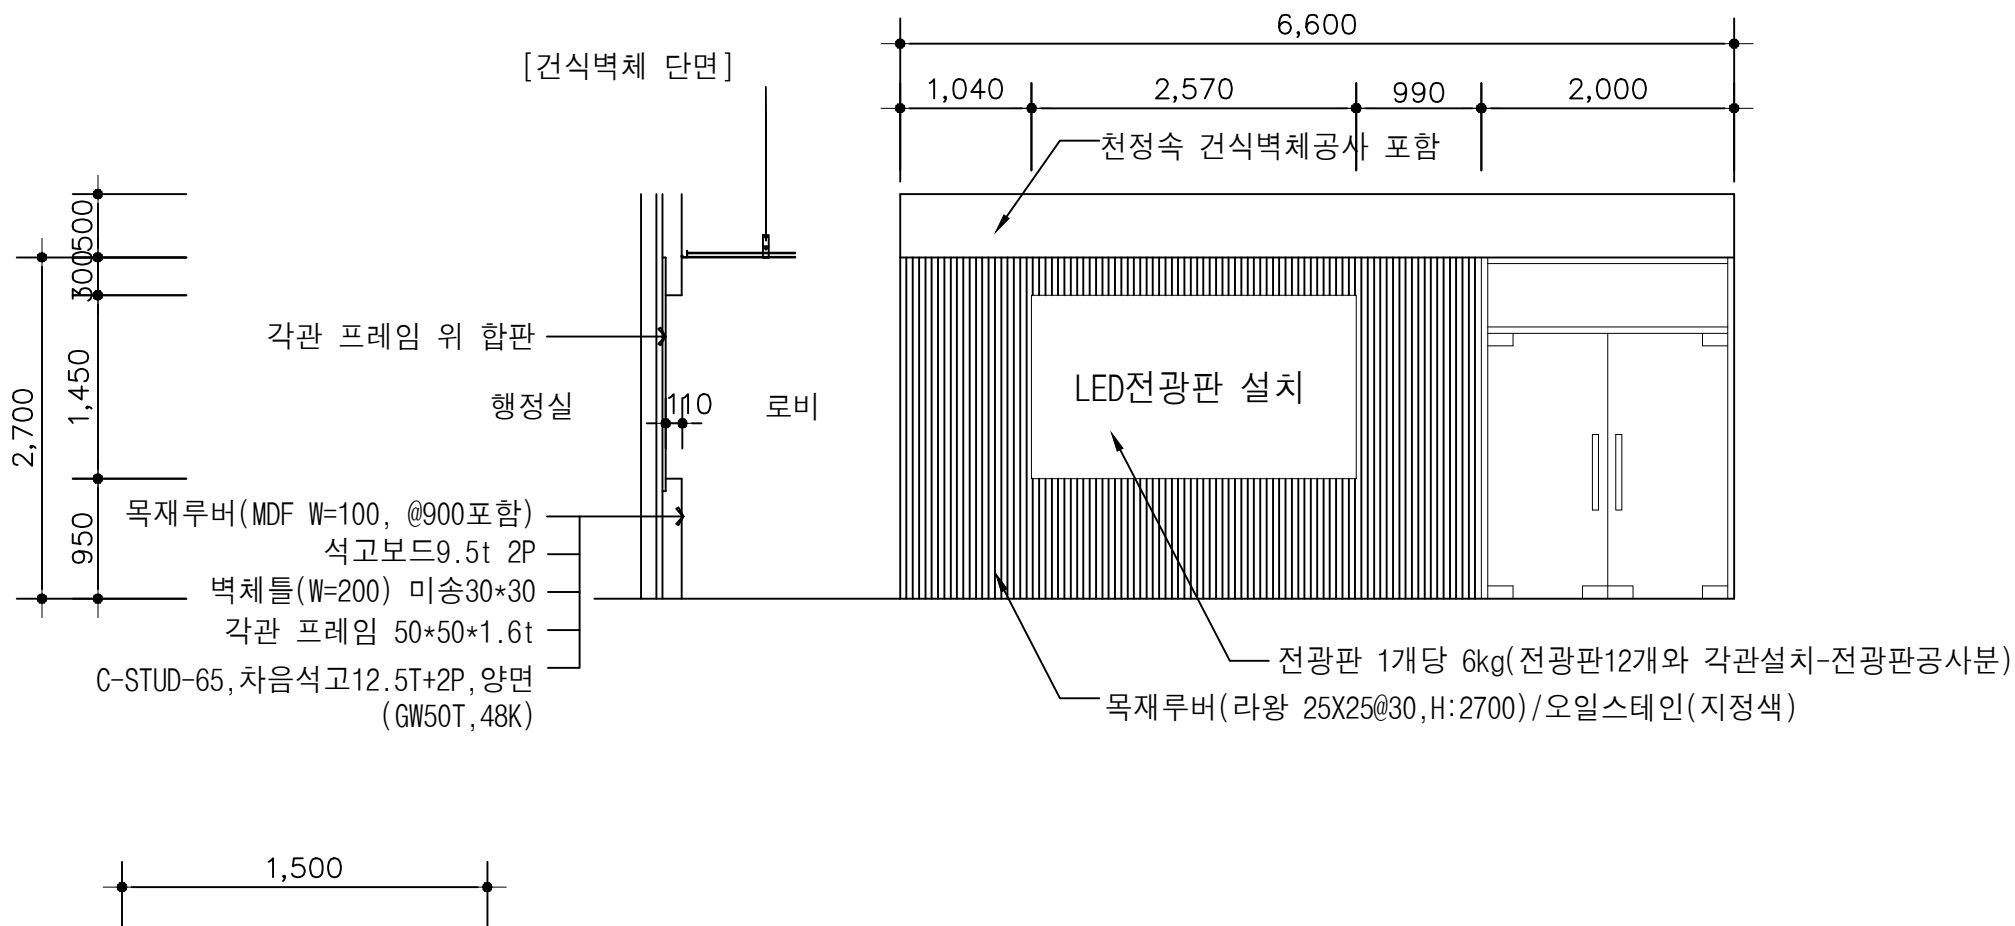 6,600
[건식벽체 단면]
1,040
2,570
990
2,000
천정속 건식벽체공사 포함
500
300
각관 프레임 위 합판
1,450
2,700
LED전광판 설치
행정실
110
로비
목재루버(MDF W=100, @900포함)
950
석고보드9.5t 2P
벽체틀(W=200) 미송30*30
각관 프레임 50*50*1.6t
전광판 1개당 6kg(전광판12개와 각관설치-전광판공사분)
C-STUD-65,차음석고12.5T+2P,양면
(GW50T,48K)
목재루버(라왕 25X25@30,H:2700)/오일스테인(지정색)
1,500